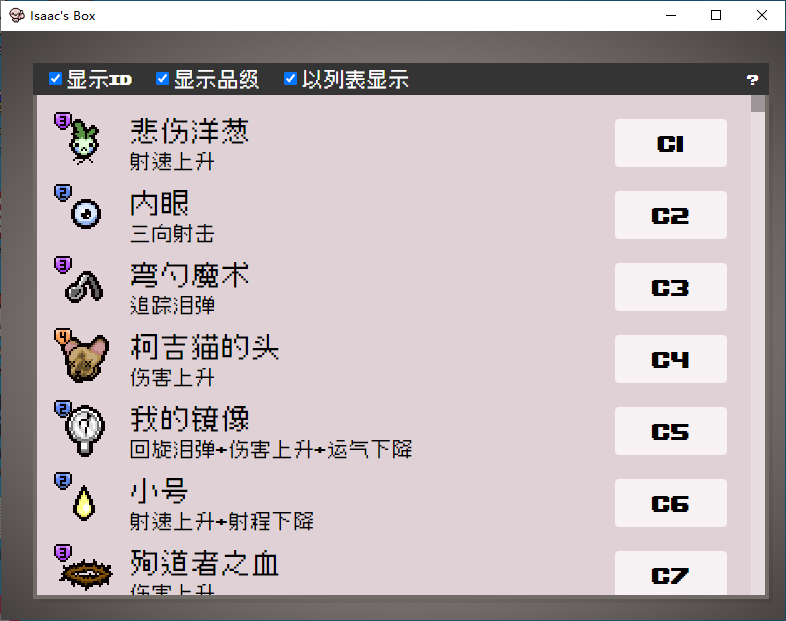 Isaac's Box
显示ID 显示品级 以列表显示 ?
3
悲伤洋葱
射速上升
C1
2
内眼
三向射击
C2
3
弯勺魔术
追踪泪弹
C3
4
柯吉猫的头
伤害上升
C4
2
我的镜像
回旋泪弹+伤害上升+运气下降
C5
2
小号
射速上升+射程下降
C6
3
殉道者之血
伤害上升
C7